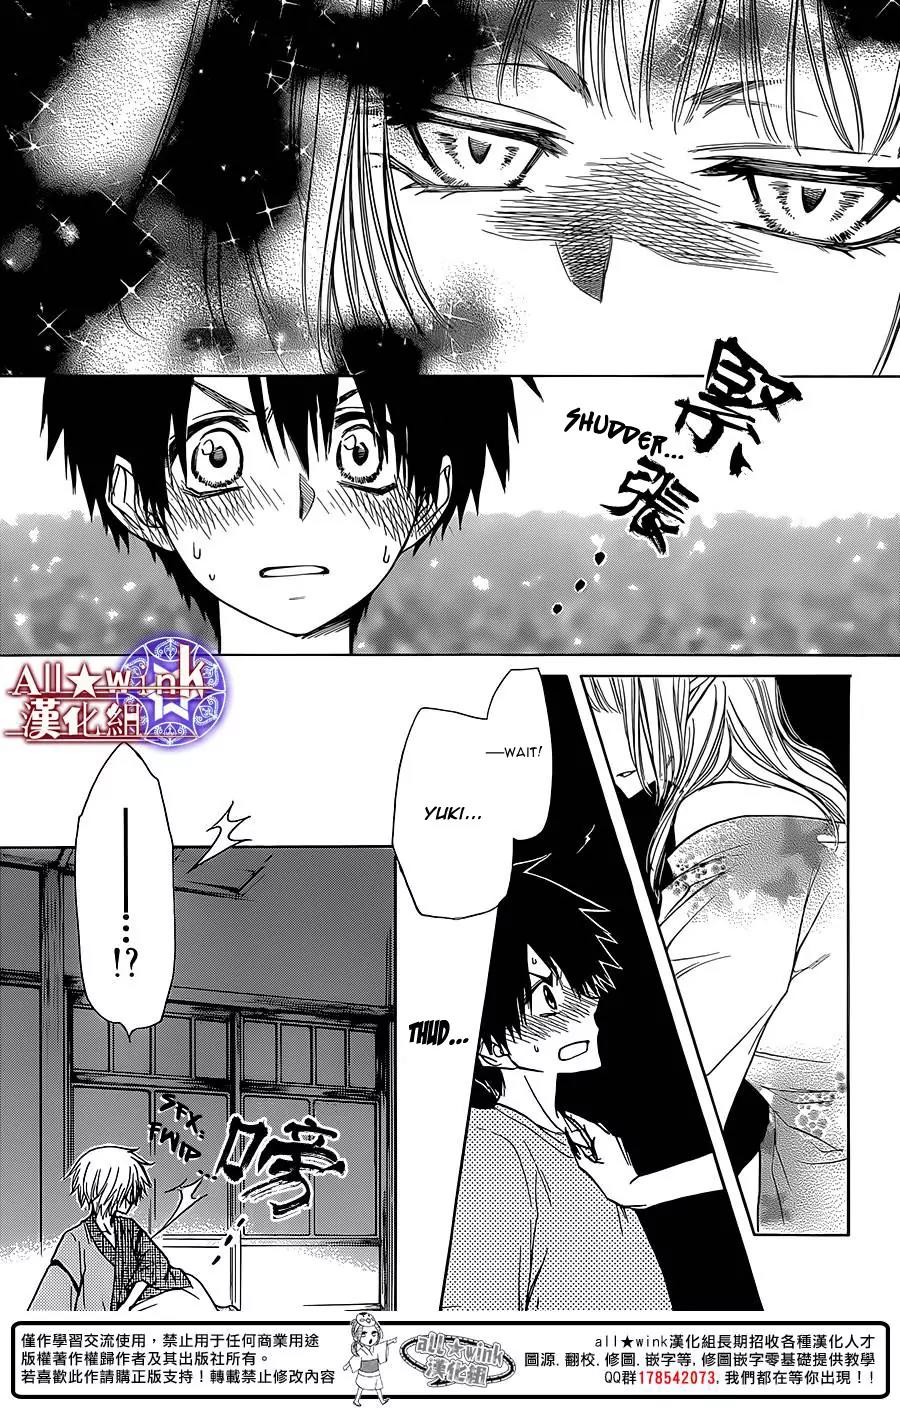 SHUDDER...
緊
張
...
All★wink
漢化組
—WAIT!
YUKI...
—...!?
THUD...
SFX:
FWIP...
嗙
...
僅作學習交流使用，禁止用于任何商業用途
版權著作權歸作者及其出版社所有。
若喜歡此作請購正版支持！轉載禁止修改內容
all★wink
漢化組
all★wink漢化組長期招收各種漢化人才
圖源. 翻校. 修圖. 嵌字等, 修圖嵌字零基礎提供教學
QQ群178542073, 我們都在等你出現！！